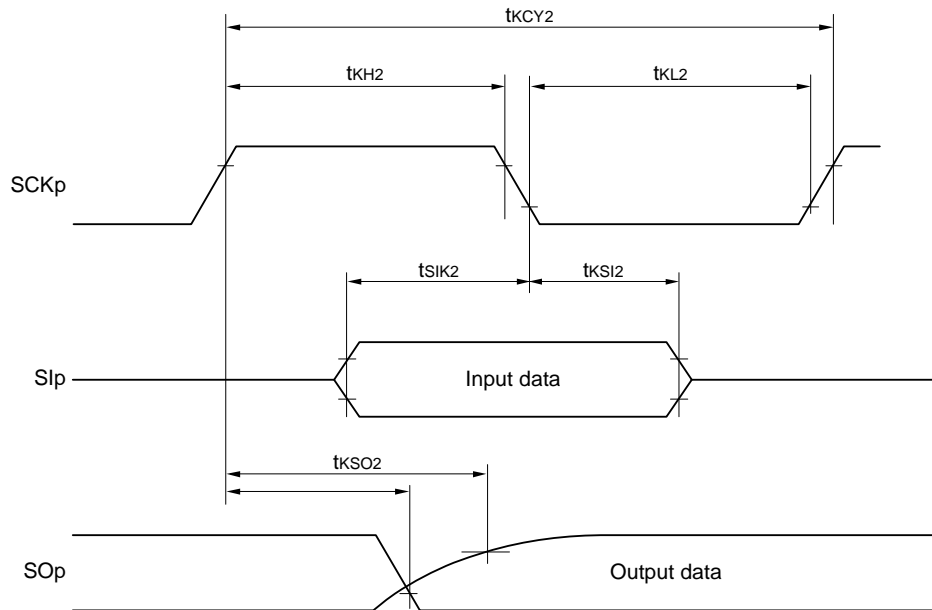 tKCY2
tKH2
tKL2
SCKp
tSIK2
tKSI2
SIp
Input data
tKSO2
SOp
Output data